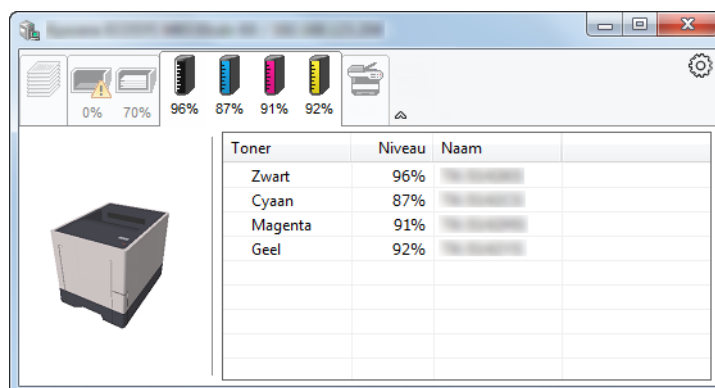 0% 70% 96% 87% 91% 92%
Toner Niveau Naam
Zwart 96%
Cyaan 87%
Magenta 91%
Geel 92%